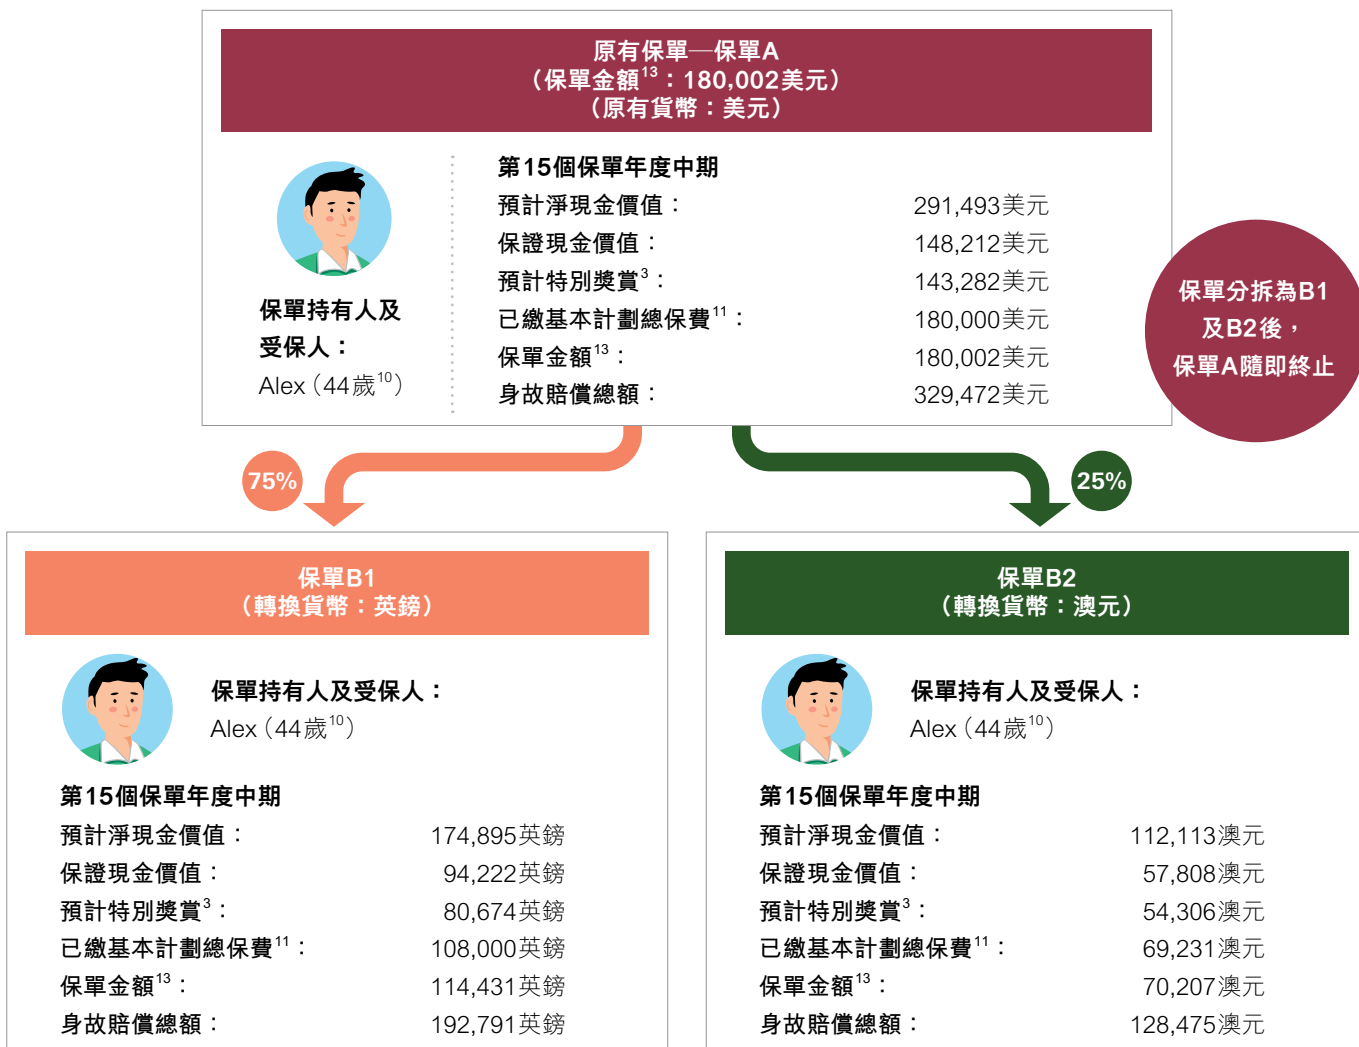 原有保單—保單A
（保單金額13：180,002美元）
（原有貨幣：美元）
保單持有人及
受保人：
Alex（44歲10）
第15個保單年度中期
預計淨現金價值： 291,493美元
保證現金價值： 148,212美元
預計特別獎賞3： 143,282美元
已繳基本計劃總保費11： 180,000美元
保單金額13： 180,002美元
身故賠償總額： 329,472美元
保單分拆為B1
及B2後，
保單A隨即終止
75%
25%
保單B1
（轉換貨幣：英鎊）
保單持有人及受保人：
Alex（44歲10）
第15個保單年度中期
預計淨現金價值： 174,895英鎊
保證現金價值： 94,222英鎊
預計特別獎賞3： 80,674英鎊
已繳基本計劃總保費11： 108,000英鎊
保單金額13： 114,431英鎊
身故賠償總額： 192,791英鎊
保單B2
（轉換貨幣：澳元）
保單持有人及受保人：
Alex（44歲10）
第15個保單年度中期
預計淨現金價值： 112,113澳元
保證現金價值： 57,808澳元
預計特別獎賞3： 54,306澳元
已繳基本計劃總保費11： 69,231澳元
保單金額13： 70,207澳元
身故賠償總額： 128,475澳元